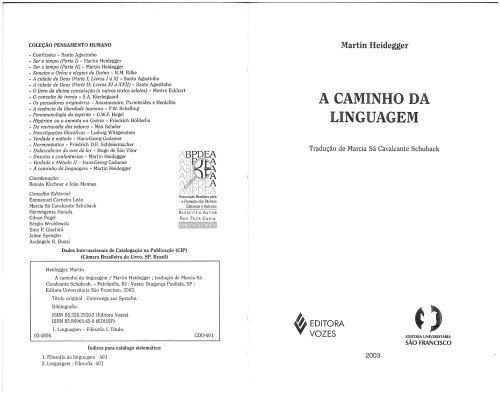 COLEÇÃO PENSAMENTO HUMANO
– Confissões – Santo Agostinho
– Ser e tempo (Parte I) – Martin Heidegger
– Ser e tempo (Parte II) – Martin Heidegger
– Sonetos a Orfeu e elegias de Duíno – R.M. Rilke
– A cidade de Deus (Parte I; Livros I a X) – Santo Agostinho
– A cidade de Deus (Parte II; Livros XI a XXII) – Santo Agostinho
– O livro da divina consolação (e outros textos seletos) – Mestre Eckhart
– O conceito de ironia – S.A. Kierkegaard
– Os pensadores originários – Anaximandro, Parmênides e Heráclito
– A essência da liberdade humana – F.W. Schelling
– Fenomenologia do espírito – G.W.F. Hegel
– Hipérion ou o eremita na Grécia – Friedrich Hölderlin
– Da reviravolta dos valores – Max Scheler
– Investigações filosóficas – Ludwig Wittgenstein
– Verdade e método – Hans-Georg Gadamer
– Hermenêutica – Friedrich D.E. Schleiermacher
– Didascálicon da arte de ler – Hugo de São Vítor
– Ensaios e conferências – Martin Heidegger
– Verdade e Método II – Hans-Georg Gadamer
– A caminho da linguagem – Martin Heidegger
Coordenação:
Renato Kirchner e João Mannes
Conselho Editorial:
Emmanuel Carneiro Leão
Marcia Sá Cavalcante Schuback
Hermógenes Harada
Gilvan Fogel
Sérgio Wrublewski
Enio P. Giachini
Jaime Spengler
Arcângelo R. Buzzi
Associação Brasileira para
a Proteção dos Direitos
Editoriais e Autorais
RESPEITE O AUTOR
NÃO FAÇA CÓPIA
Dados Internacionais de Catalogação na Publicação (CIP)
(Câmara Brasileira do Livro, SP, Brasil)
Heidegger, Martin
A caminho da linguagem / Martin Heidegger ; tradução de Marcia Sá
Cavalcante Schuback. – Petrópolis, RJ : Vozes; Bragança Paulista, SP :
Editora Universitária São Francisco, 2003.
Título original : Unterwegs zur Sprache.
Bibliografia.
ISBN 85.326.2920-2 (Editora Vozes)
1. Linguagem – Filosofia I. Título.
03-4894 CDD-401
Índices para catálogo sistemático:
1. Filosofia da linguagem 401
2. Linguagem : Filosofia 401
Martin Heidegger
A CAMINHO DA
LINGUAGEM
Tradução de Marcia Sá Cavalcante Schuback
EDITORA
VOZES
EDITORA UNIVERSITÁRIA
SÃO FRANCISCO
2003